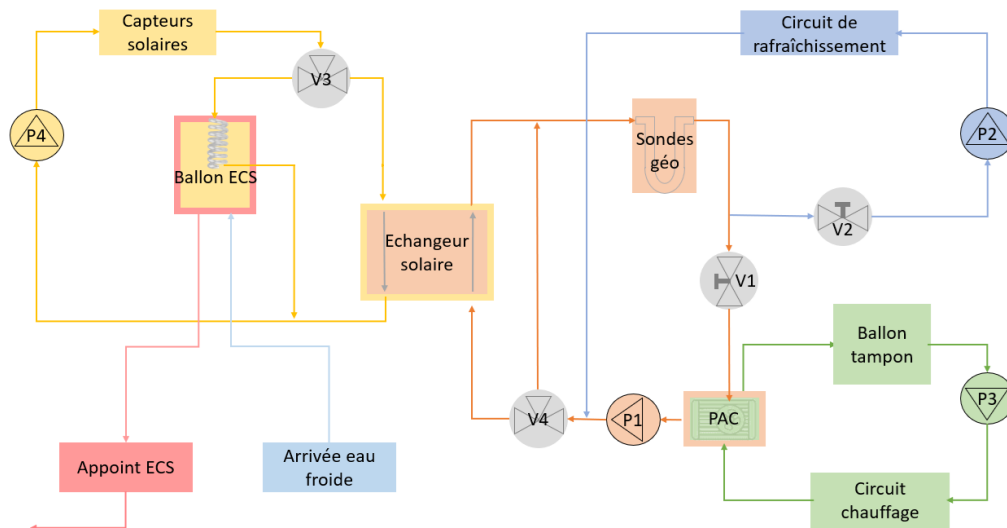 Capteurs
solaires
Circuit de
rafraîchissement
V3
P4
P2
Sondes
géo
Ballon ECS
V2
Echangeur
solaire
V1
Ballon
tampon
P3
PAC
P1
V4
Appoint ECS
Arrivée eau
froide
Circuit
chauffage